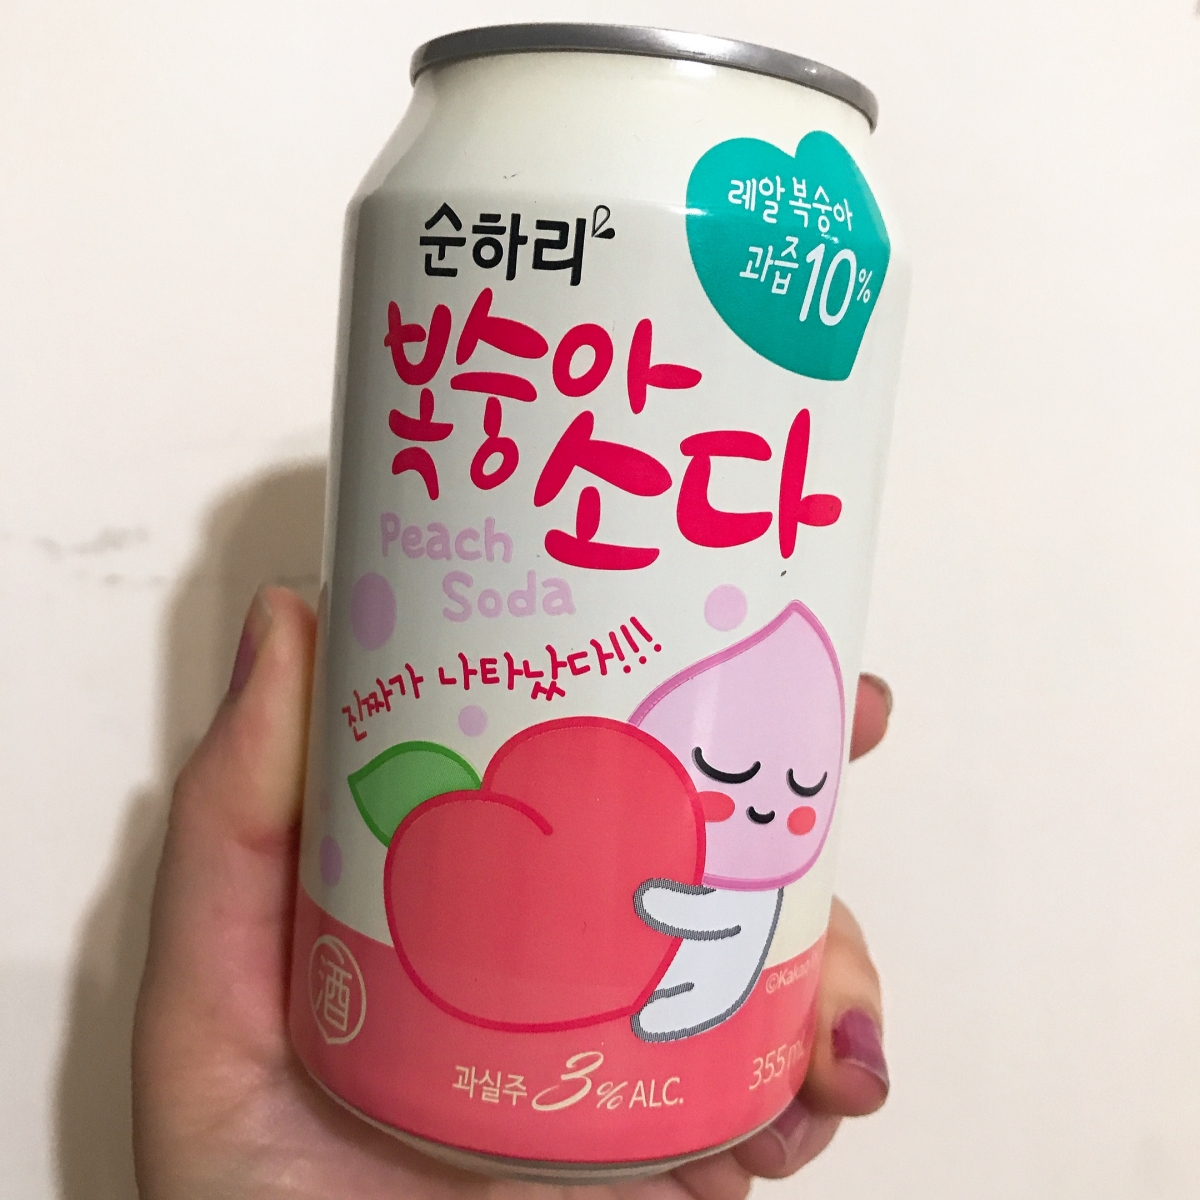 순하리
레알 복숭아
과즙 10%
복숭아
소다
Peach
Soda
진짜가 나타났다!!!
酒
©Kakao
과실주 3% ALC.
355mL